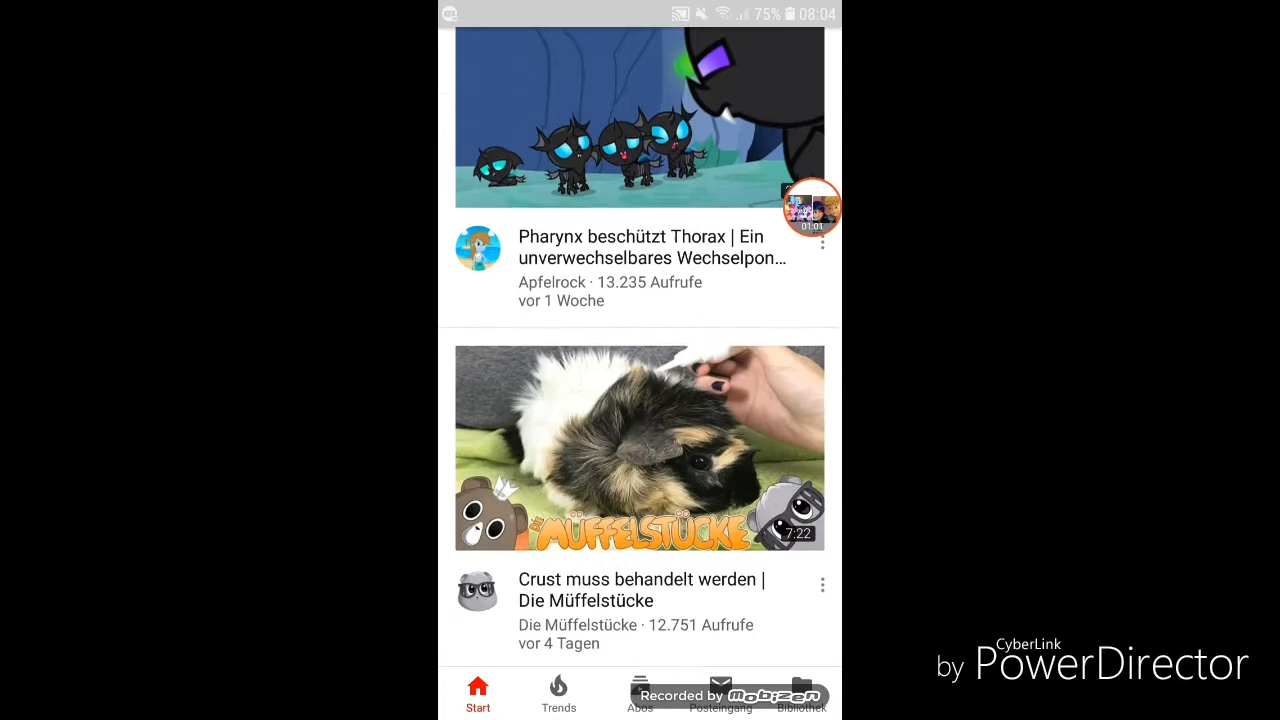 75% 08:04
01:01
Pharynx beschützt Thorax | Ein
unverwechselbares Wechselpon...
Apfelrock · 13.235 Aufrufe
vor 1 Woche
DIE MÜFFELSTÜCKE
7:22
Crust muss behandelt werden |
Die Müffelstücke
Die Müffelstücke · 12.751 Aufrufe
vor 4 Tagen
CyberLink
by PowerDirector
Recorded by mobizen
Start Trends Abos Posteingang Bibliothek